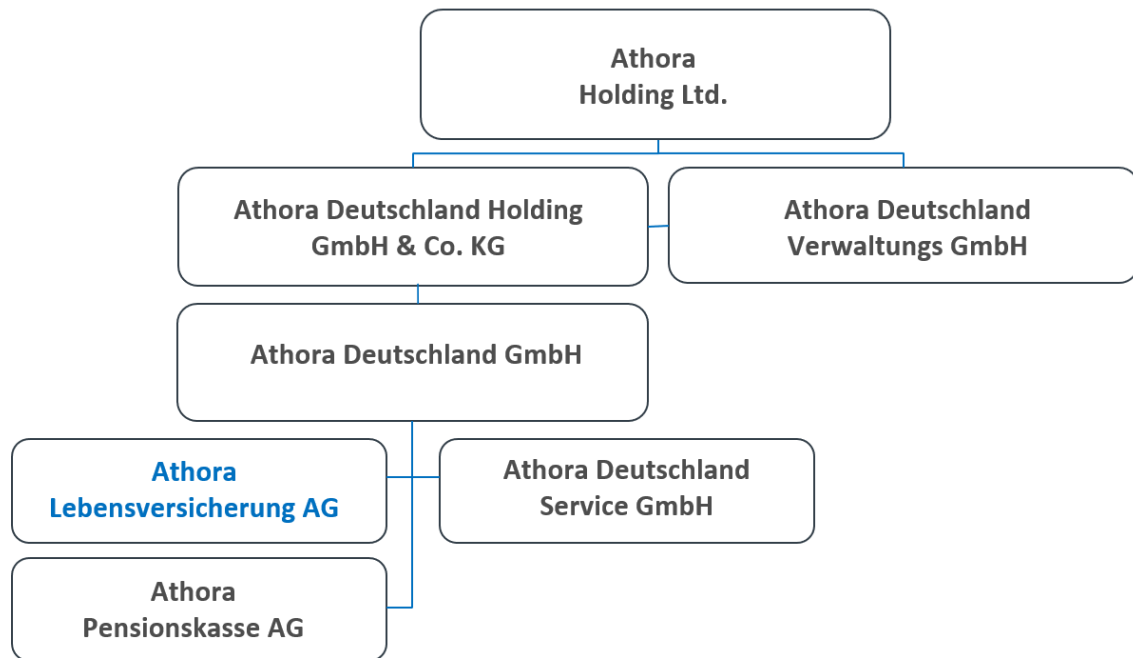 Athora
Holding Ltd.
Athora Deutschland Holding
GmbH & Co. KG
Athora Deutschland
Verwaltungs GmbH
Athora Deutschland GmbH
Athora
Lebensversicherung AG
Athora Deutschland
Service GmbH
Athora
Pensionskasse AG